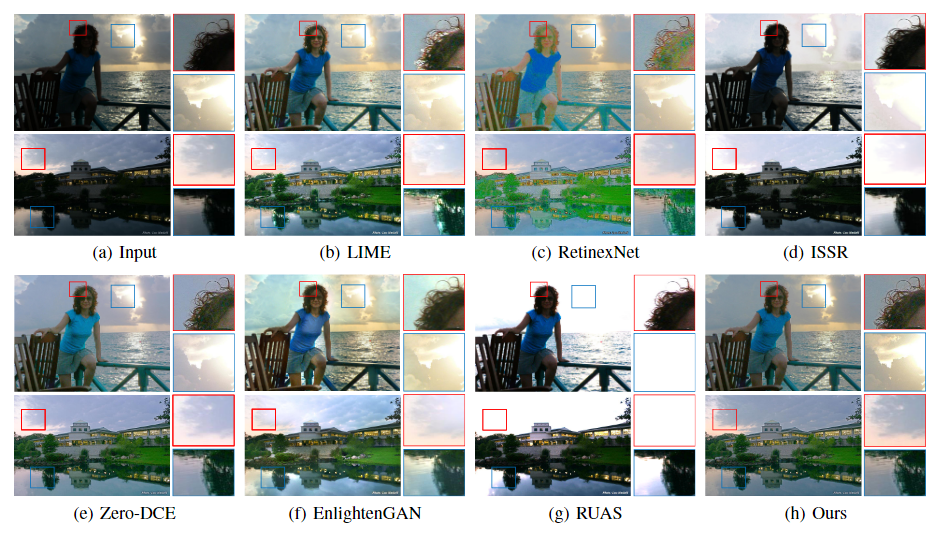 (a) Input
(b) LIME
(c) RetinexNet
(d) ISSR
(e) Zero-DCE
(f) EnlightenGAN
(g) RUAS
(h) Ours